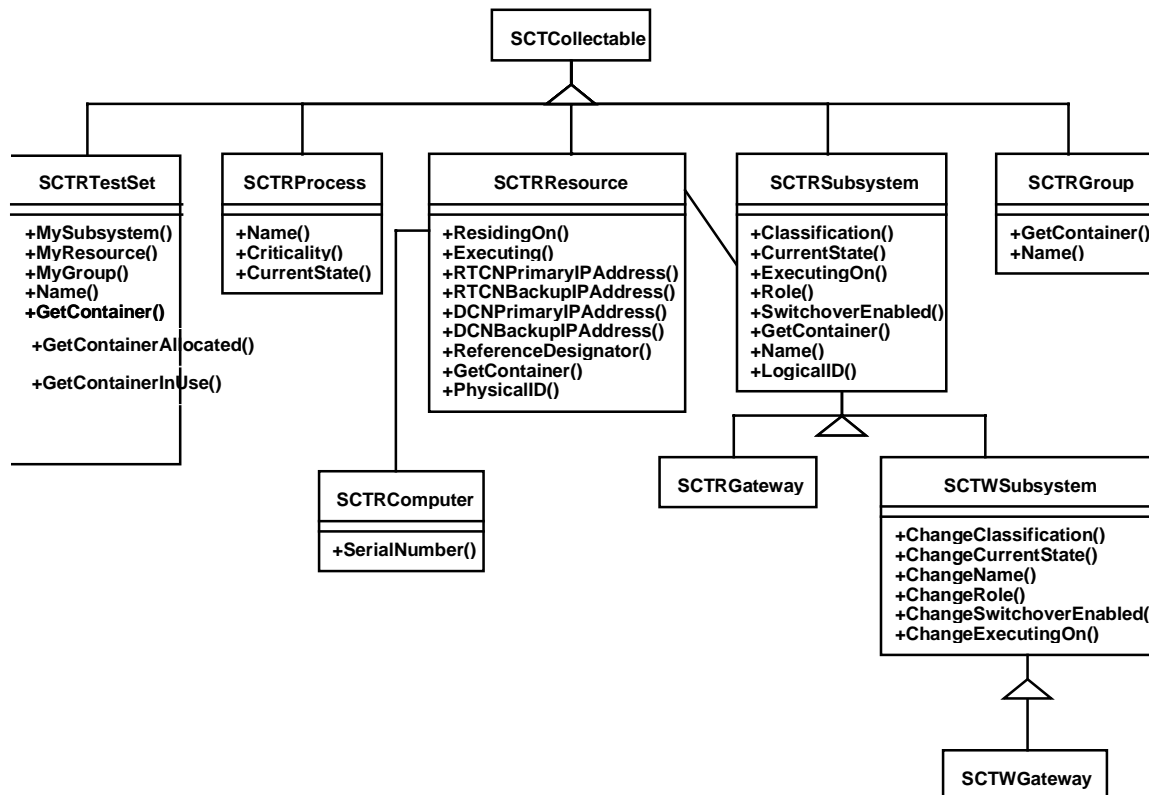 SCTCollectable
SCTRTestSet
+MySubsystem()
+MyResource()
+MyGroup()
+Name()
+GetContainer()
+GetContainerAllocated()
+GetContainerInUse()
SCTRProcess
+Name()
+Criticality()
+CurrentState()
SCTRResource
+ResidingOn()
+Executing()
+RTCNPrimaryIPAddress()
+RTCNBackupIPAddress()
+DCNPrimaryIPAddress()
+DCNBackupIPAddress()
+ReferenceDesignator()
+GetContainer()
+PhysicalID()
SCTRSubsystem
+Classification()
+CurrentState()
+ExecutingOn()
+Role()
+SwitchoverEnabled()
+GetContainer()
+Name()
+LogicalID()
SCTRGroup
+GetContainer()
+Name()
SCTRComputer
+SerialNumber()
SCTRGateway
SCTWSubsystem
+ChangeClassification()
+ChangeCurrentState()
+ChangeName()
+ChangeRole()
+ChangeSwitchoverEnabled(
+ChangeExecutingOn()
SCTWGateway